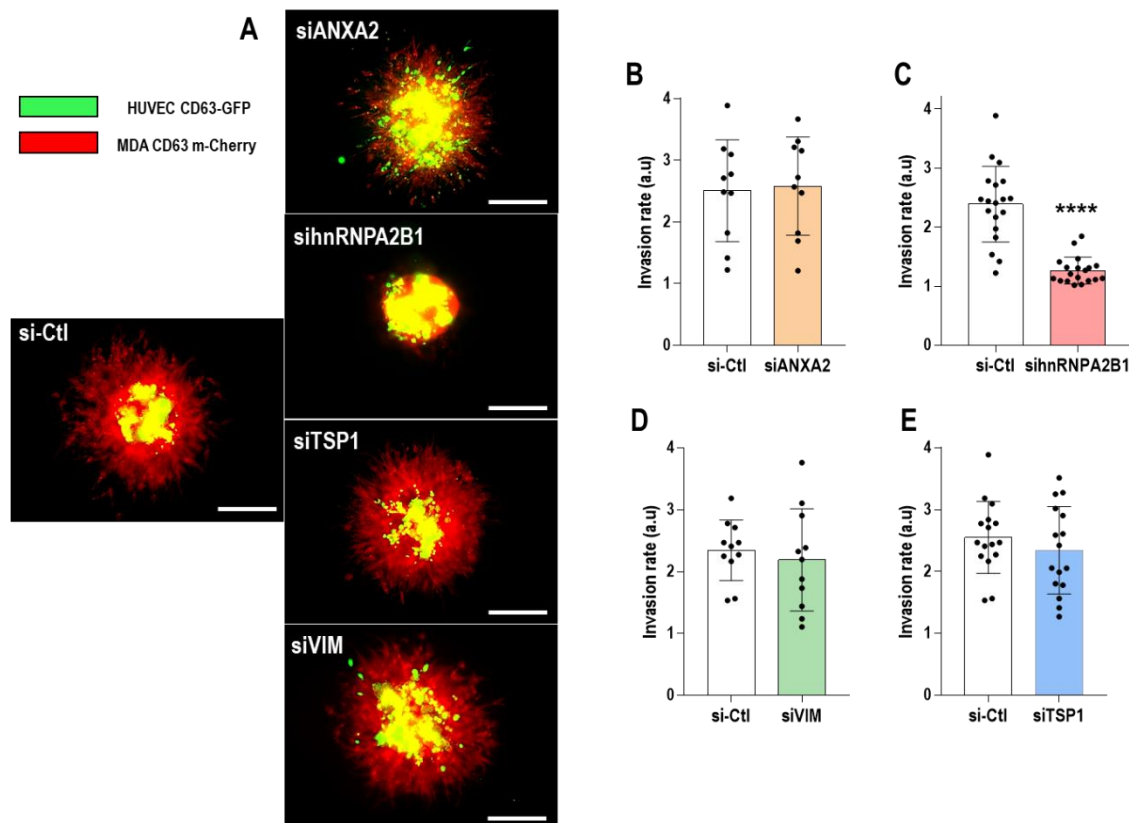 A
HUVEC CD63-GFP
MDA CD63 m-Cherry
siANXA2
sihnRNPA2B1
si-Ctl
siTSP1
siVIM
B
Invasion rate (a.u)
4
3
2
1
0
si-Ctl siANXA2
C
Invasion rate (a.u)
4
3
2
1
0
****
si-Ctl sihnRNPA2B1
D
Invasion rate (a.u)
4
3
2
1
0
si-Ctl siVIM
E
Invasion rate (a.u)
4
3
2
1
0
si-Ctl siTSP1